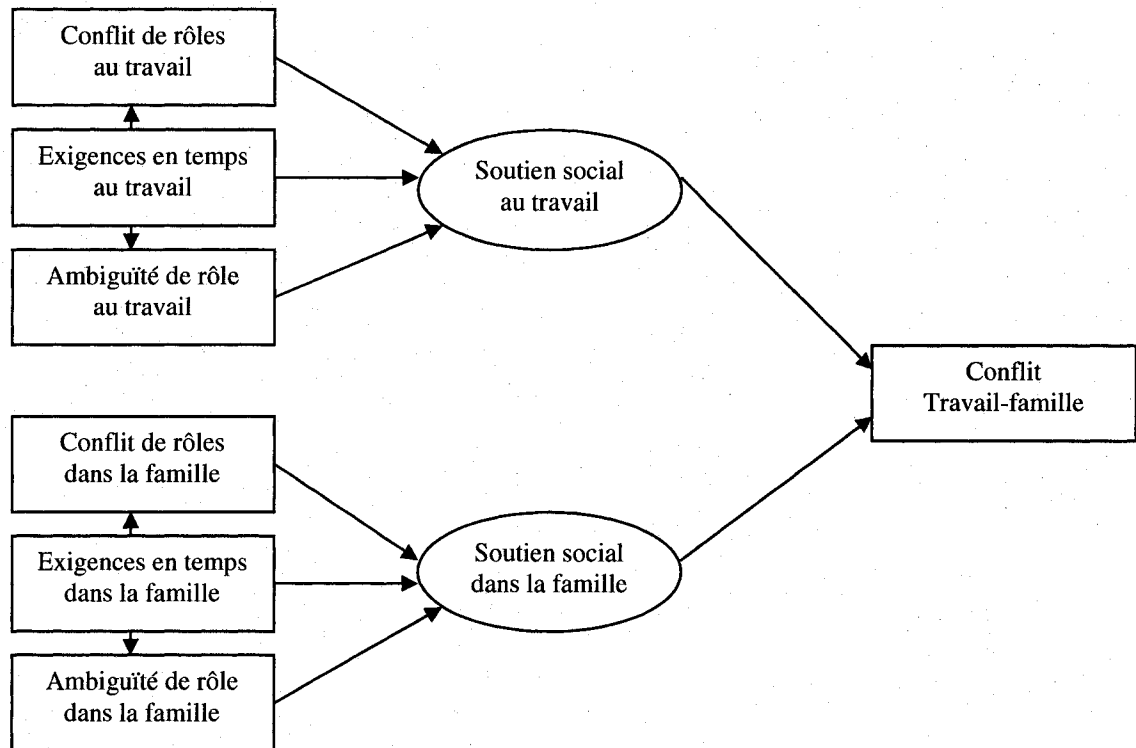 Conflit de rôles
au travail
Exigences en temps
au travail
Ambiguïté de rôle
au travail
Soutien social
au travail
Conflit
Travail-famille
Conflit de rôles
dans la famille
Exigences en temps
dans la famille
Ambiguïté de rôle
dans la famille
Soutien social
dans la famille